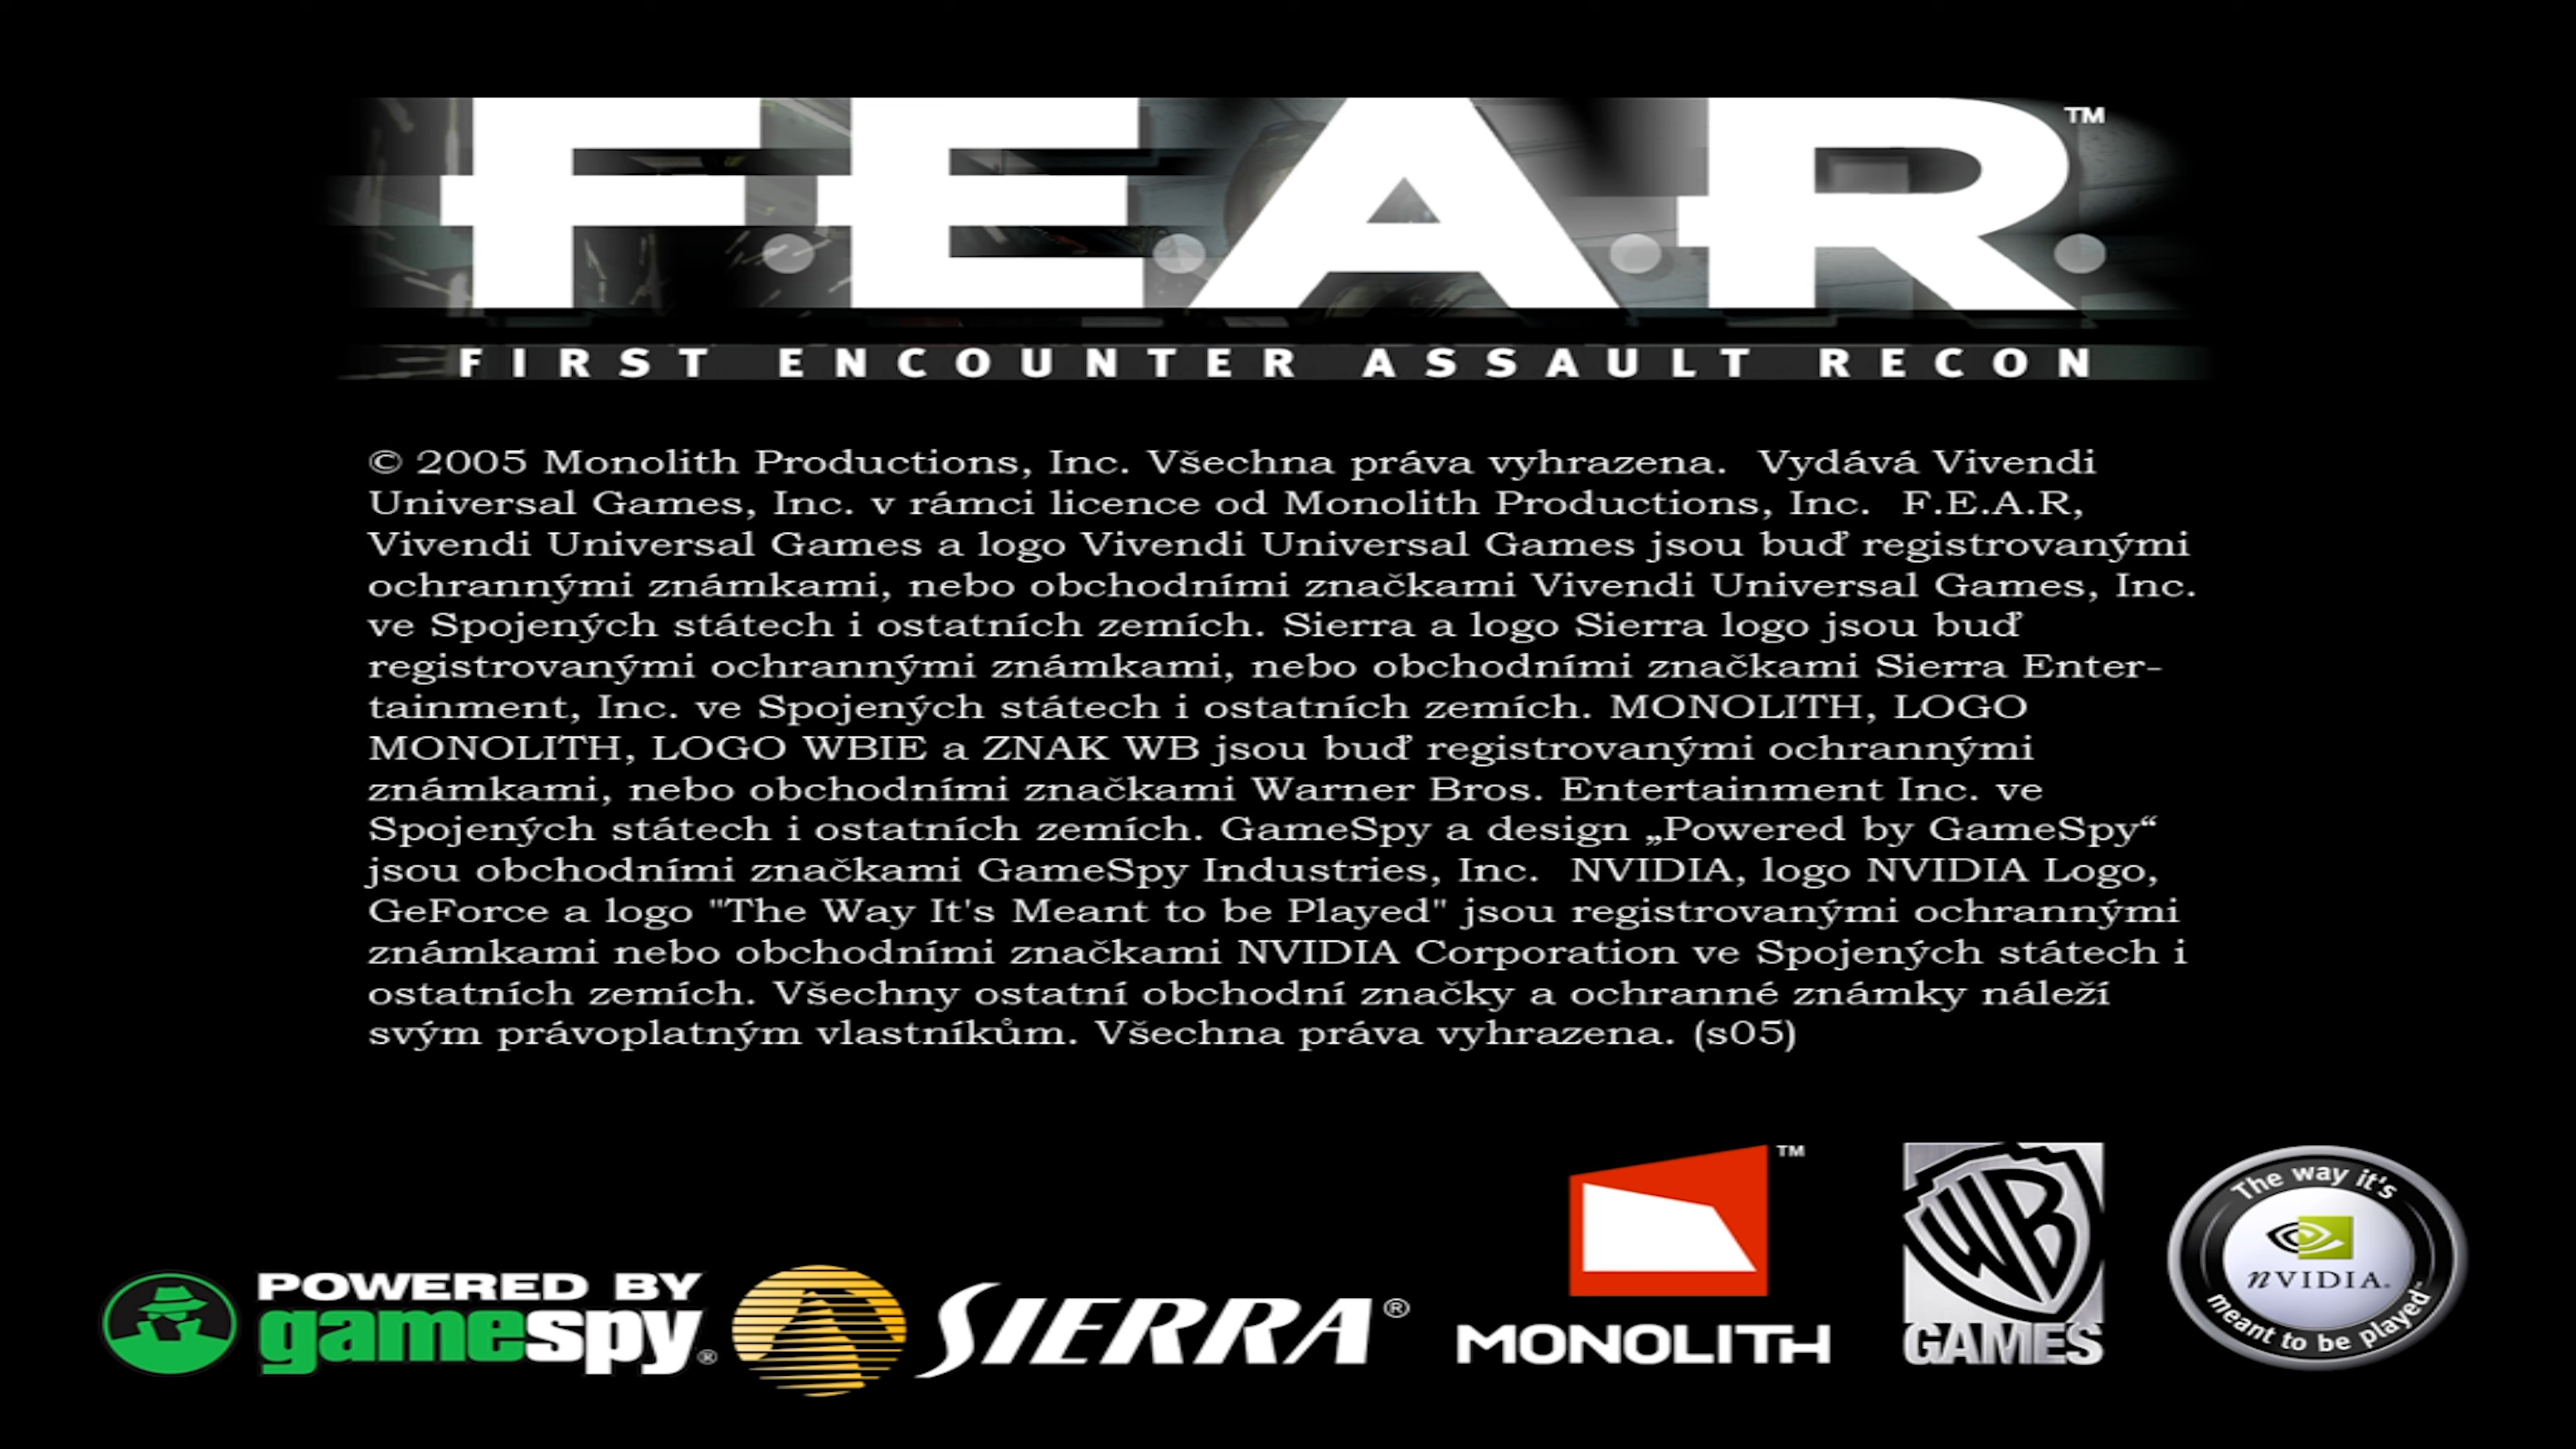 F.E.A.R.™
FIRST ENCOUNTER ASSAULT RECON
© 2005 Monolith Productions, Inc. Všechna práva vyhrazena.  Vydává Vivendi
Universal Games, Inc. v rámci licence od Monolith Productions, Inc.  F.E.A.R,
Vivendi Universal Games a logo Vivendi Universal Games jsou buď registrovanými
ochrannými známkami, nebo obchodními značkami Vivendi Universal Games, Inc.
ve Spojených státech i ostatních zemích. Sierra a logo Sierra logo jsou buď
registrovanými ochrannými známkami, nebo obchodními značkami Sierra Enter-
tainment, Inc. ve Spojených státech i ostatních zemích. MONOLITH, LOGO
MONOLITH, LOGO WBIE a ZNAK WB jsou buď registrovanými ochrannými
známkami, nebo obchodními značkami Warner Bros. Entertainment Inc. ve
Spojených státech i ostatních zemích. GameSpy a design „Powered by GameSpy“
jsou obchodními značkami GameSpy Industries, Inc.  NVIDIA, logo NVIDIA Logo,
GeForce a logo "The Way It's Meant to be Played" jsou registrovanými ochrannými
známkami nebo obchodními značkami NVIDIA Corporation ve Spojených státech i
ostatních zemích. Všechny ostatní obchodní značky a ochranné známky náleží
svým právoplatným vlastníkům. Všechna práva vyhrazena. (s05)
POWERED BY
gamespy®
SIERRA®
™
MONOLITH
WB
GAMES
The way it's
nVIDIA.
meant to be played™